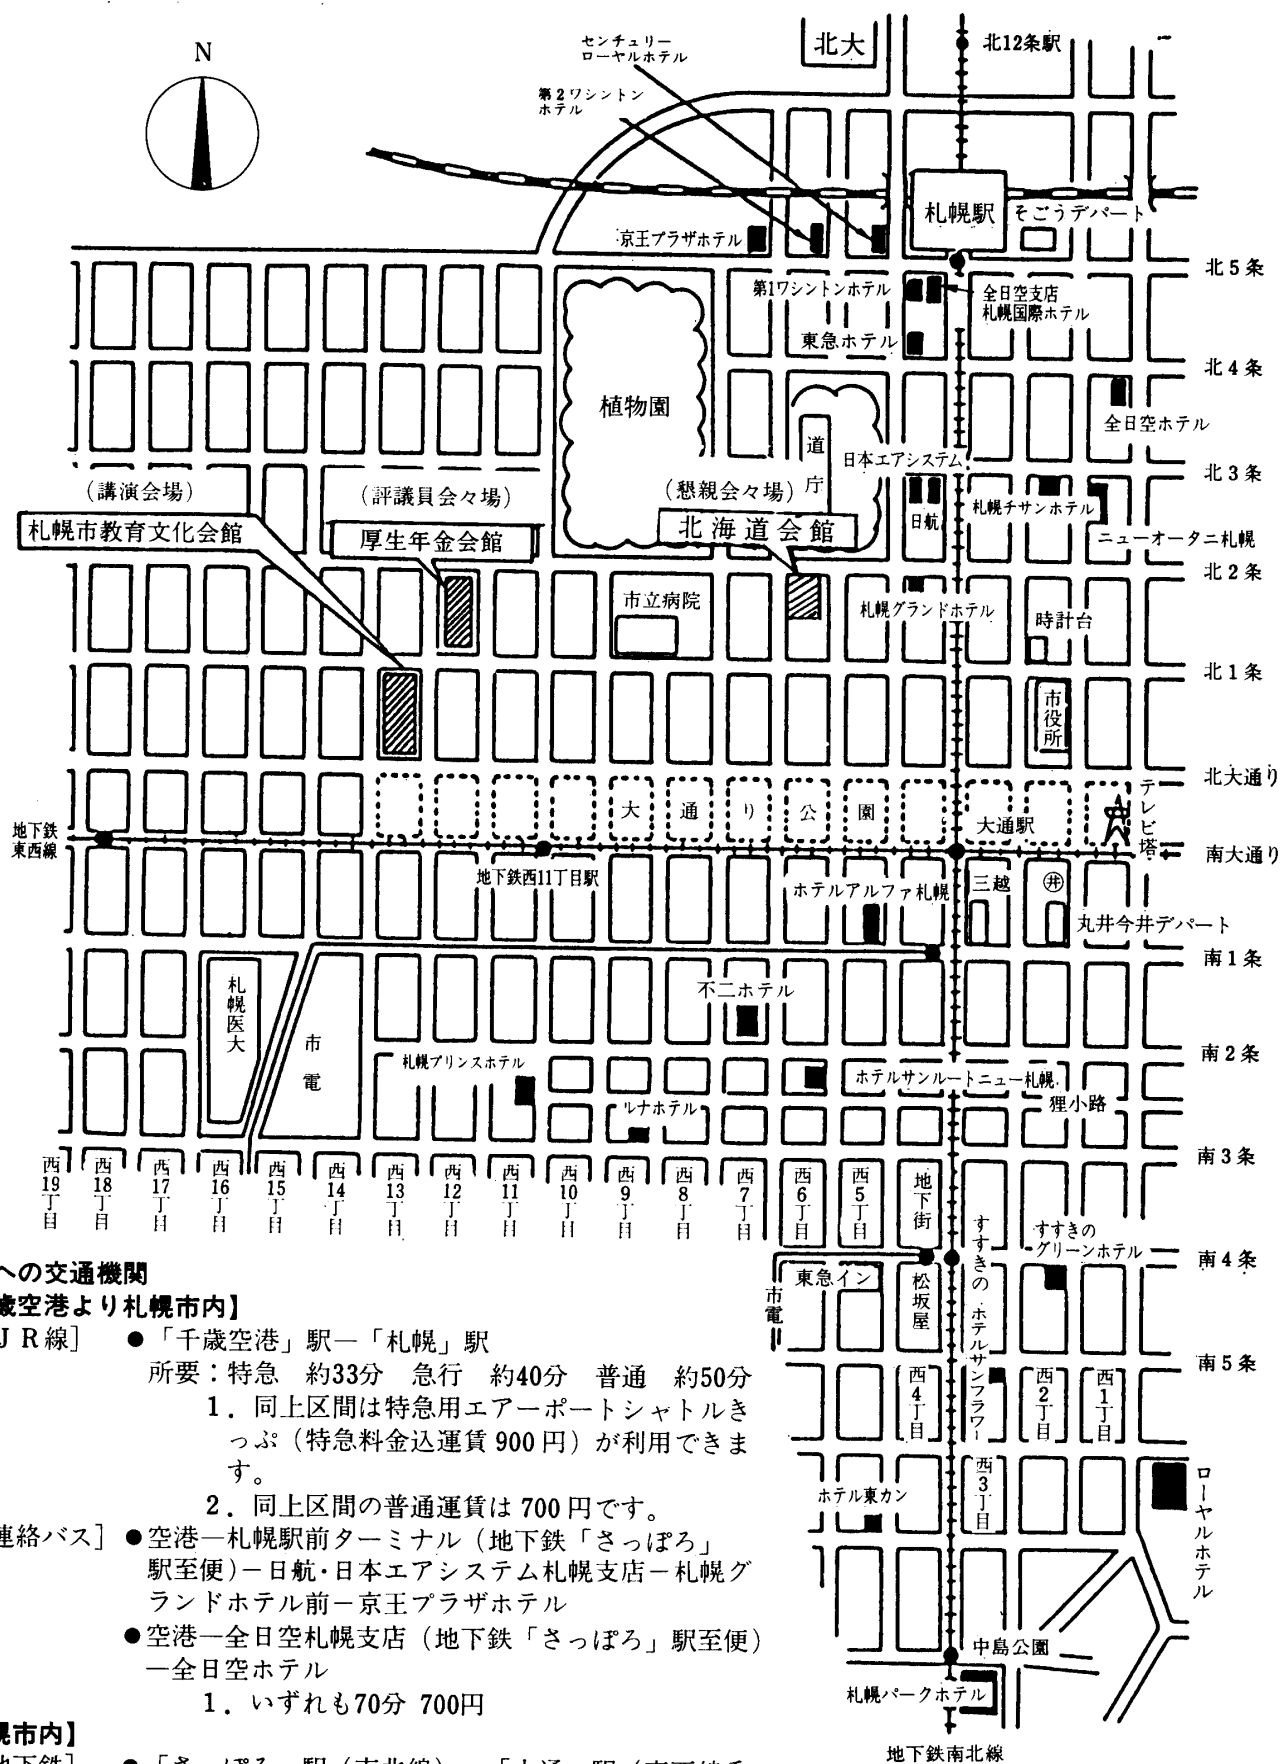 N
センチュリー
ローヤルホテル
第2ワシントン
ホテル
北大
北12条駅
京王プラザホテル
札幌駅
そごうデパート
北5条
第1ワシントンホテル
全日空支店
札幌国際ホテル
東急ホテル
北4条
植物園
道庁
全日空ホテル
日本エアシステム
北3条
(講演会場)
(評議員会々場)
(懇親会々場)
日航
札幌チサンホテル
札幌市教育文化会館
厚生年金会館
北海道会館
ニューオータニ札幌
北2条
市立病院
札幌グランドホテル
時計台
北1条
市役所
北大通り
大通り公園
テレビ塔
地下鉄
東西線
大通駅
南大通り
地下鉄西11丁目駅
ホテルアルファ札幌
三越
井
丸井今井デパート
南1条
札幌医大
市電
不二ホテル
南2条
札幌プリンスホテル
ホテルサンルートニュー札幌
狸小路
ルナホテル
南3条
西19丁目
西18丁目
西17丁目
西16丁目
西15丁目
西14丁目
西13丁目
西12丁目
西11丁目
西10丁目
西9丁目
西8丁目
西7丁目
西6丁目
西5丁目
地下街
すすきの
すすきの
グリーンホテル
南4条
市電
東急イン
松坂屋
ホテルサンフラワー
南5条
西4丁目
西2丁目
西1丁目
西3丁目
ホテル東カン
ローヤルホテル
中島公園
札幌パークホテル
地下鉄南北線
への交通機関
歳空港より札幌市内】
JR線] ●「千歳空港」駅―「札幌」駅
所要:特急 約33分 急行 約40分 普通 約50分
1.同上区間は特急用エアーポートシャトルき
っぷ(特急料金込運賃900円)が利用できま
す。
2.同上区間の普通運賃は700円です。
連絡バス] ●空港―札幌駅前ターミナル(地下鉄「さっぽろ」
駅至便)−日航・日本エアシステム札幌支店−札幌グ
ランドホテル前−京王プラザホテル
●空港―全日空札幌支店(地下鉄「さっぽろ」駅至便)
―全日空ホテル
1.いずれも70分 700円
幌市内】